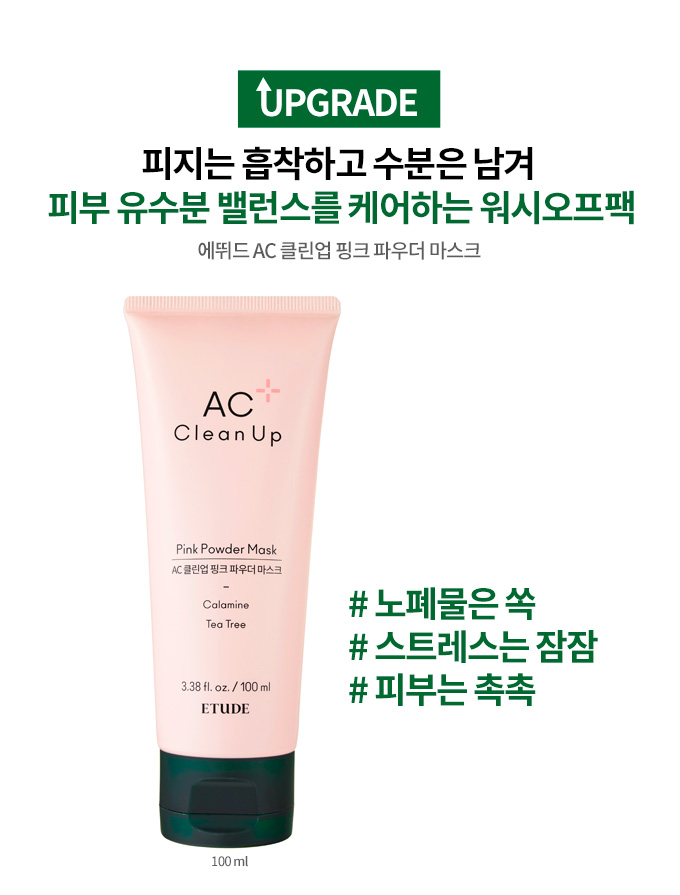 UPGRADE
피지는 흡착하고 수분은 남겨
피부 유수분 밸런스를 케어하는 워시오프팩
에뛰드 AC 클린업 핑크 파우더 마스크
AC+
Clean Up
Pink Powder Mask
AC 클린업 핑크 파우더 마스크
Calamine
Tea Tree
3.38 fl. oz. / 100 ml
ETUDE
# 노폐물은 쏙
# 스트레스는 잠잠
# 피부는 촉촉
100 ml